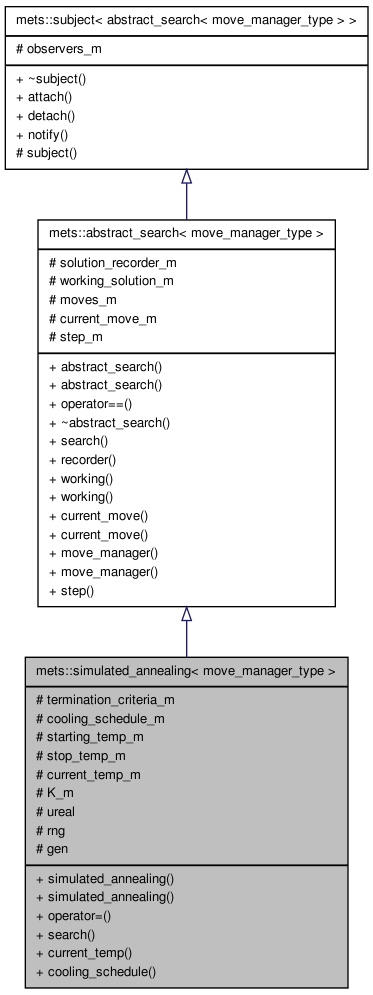 mets::subject< abstract_search< move_manager_type > >
# observers_m
+ ~subject()
+ attach()
+ detach()
+ notify()
# subject()
mets::abstract_search< move_manager_type >
# solution_recorder_m
# working_solution_m
# moves_m
# current_move_m
# step_m
+ abstract_search()
+ abstract_search()
+ operator==()
+ ~abstract_search()
+ search()
+ recorder()
+ working()
+ working()
+ current_move()
+ current_move()
+ move_manager()
+ move_manager()
+ step()
mets::simulated_annealing< move_manager_type >
# termination_criteria_m
# cooling_schedule_m
# starting_temp_m
# stop_temp_m
# current_temp_m
# K_m
# ureal
# rng
# gen
+ simulated_annealing()
+ simulated_annealing()
+ operator=()
+ search()
+ current_temp()
+ cooling_schedule()